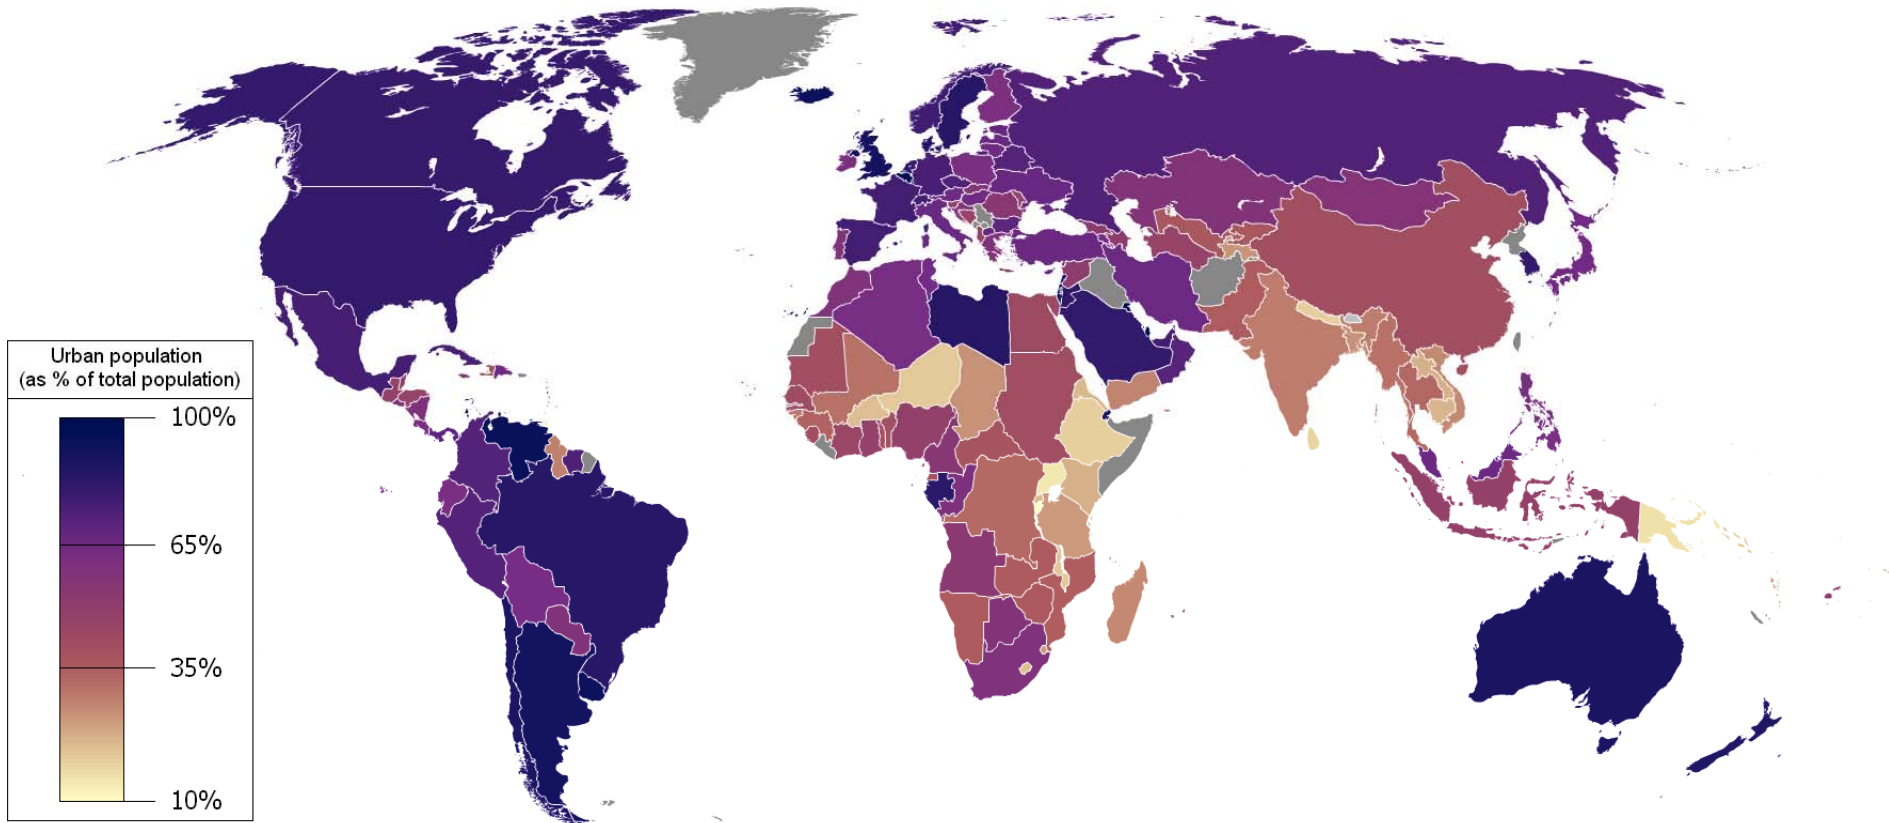 Urban population
(as % of total population)
100%
65%
35%
10%